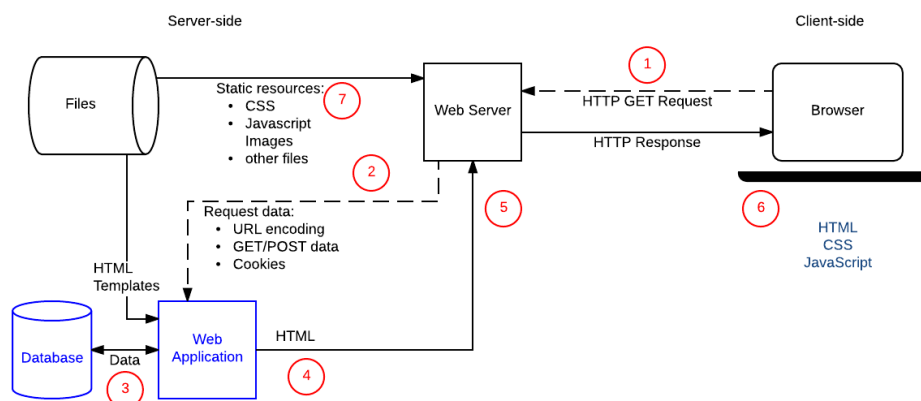 Server-side
Client-side
Files
Static resources:
7
• CSS
• Javascript
Images
• other files
Web Server
1
HTTP GET Request
HTTP Response
Browser
2
Request data:
• URL encoding
• GET/POST data
• Cookies
5
6
HTML
CSS
JavaScript
HTML
Templates
Database
Data
3
Web
Application
HTML
4